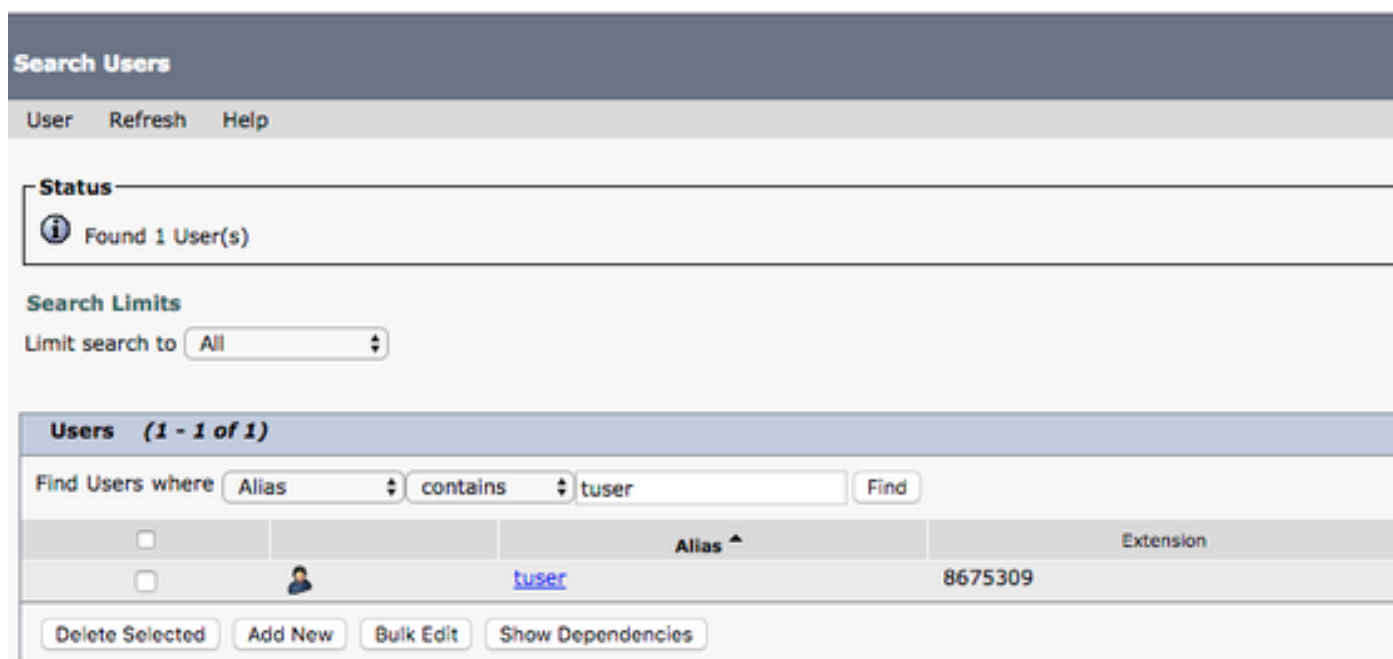 Search Users
User Refresh Help
Status
Found 1 User(s)
Search Limits
Limit search to All
Users (1 - 1 of 1)
Find Users where Alias contains tuser Find
Alias Extension
tuser 8675309
Delete Selected Add New Bulk Edit Show Dependencies